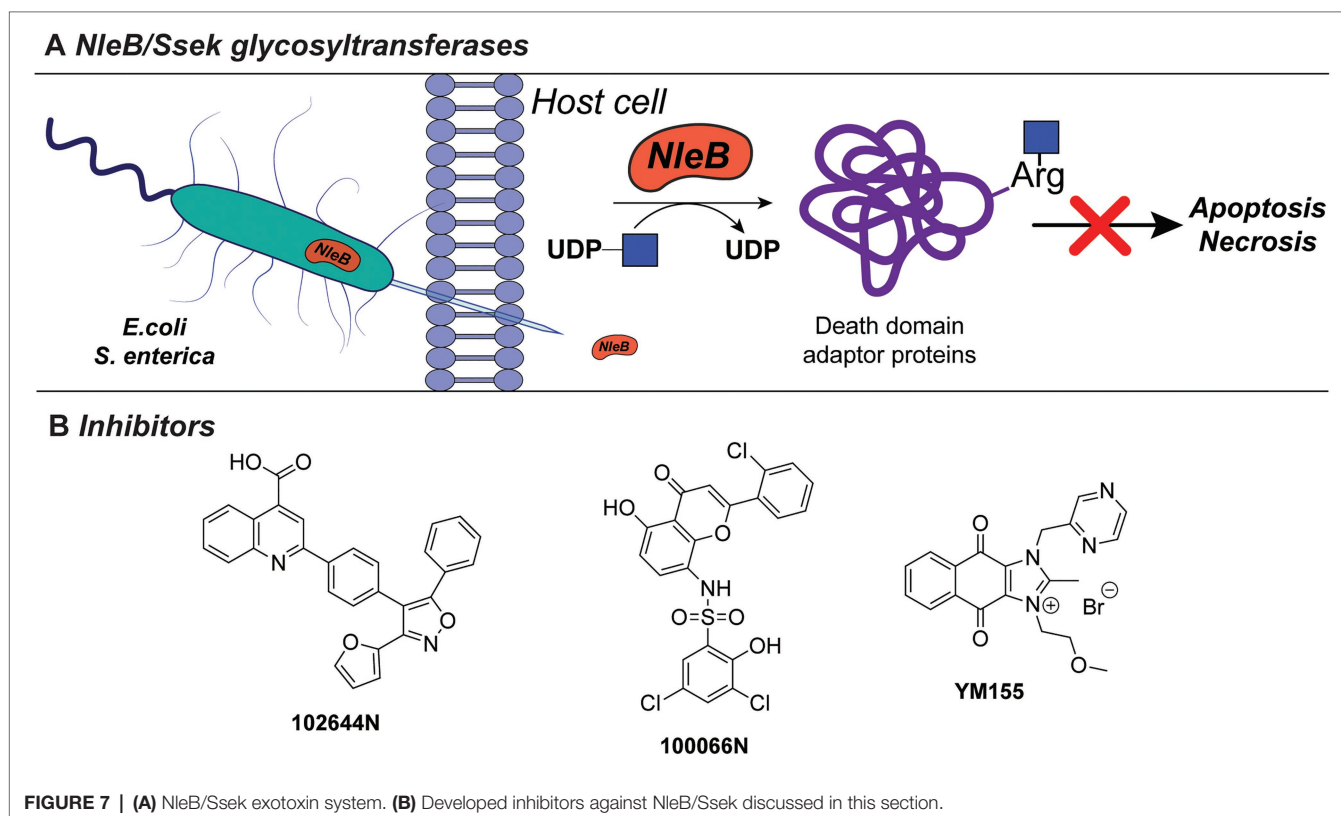 A NleB/Ssek glycosyltransferases
Host cell
NleB
NleB
UDP
UDP
Arg
Apoptosis
Necrosis
NleB
E.coli
S. enterica
Death domain
adaptor proteins
B Inhibitors
HO
O
N
O
N
O
102644N
Cl
O
HO
O
NH
O=S=O
OH
Cl
Cl
100066N
N
N
O
N
N
+
Br
−
O
O
YM155
FIGURE 7 | (A) NleB/Ssek exotoxin system. (B) Developed inhibitors against NleB/Ssek discussed in this section.